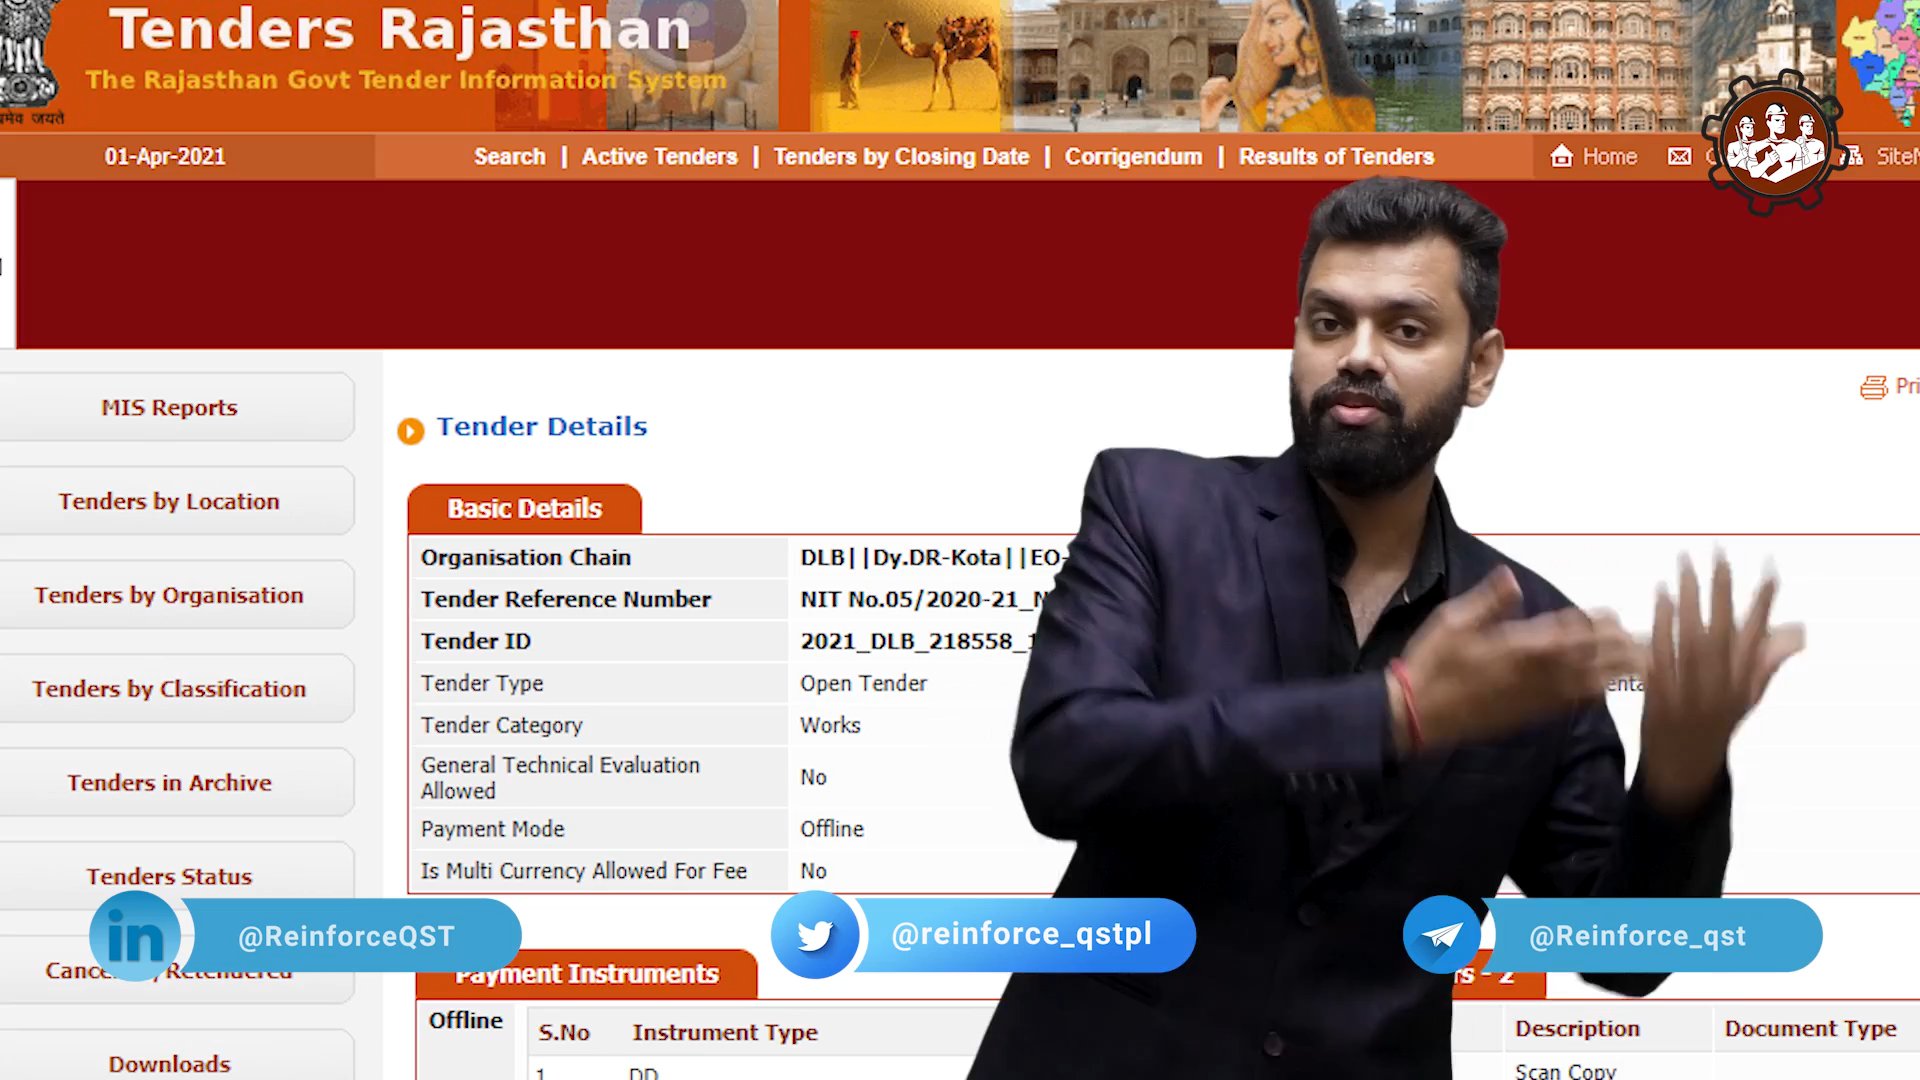 Tenders Rajasthan
The Rajasthan Govt Tender Information System
जयते
01-Apr-2021
Search | Active Tenders | Tenders by Closing Date | Corrigendum | Results of Tenders
Home
MIS Reports
Tenders by Location
Tenders by Organisation
Tenders by Classification
Tenders in Archive
Tenders Status
Downloads
Tender Details
Basic Details
Organisation Chain DLB||Dy.DR-Kota||EO-
Tender Reference Number NIT No.05/2020-21_
Tender ID 2021_DLB_218558_
Tender Type Open Tender
Tender Category Works
General Technical Evaluation
Allowed No
Payment Mode Offline
Is Multi Currency Allowed For Fee No
in @ReinforceQST
@reinforce_qstpl
@Reinforce_qst
Payment Instruments
Offline S.No Instrument Type
1 DD
Description Document Type
Scan Copy